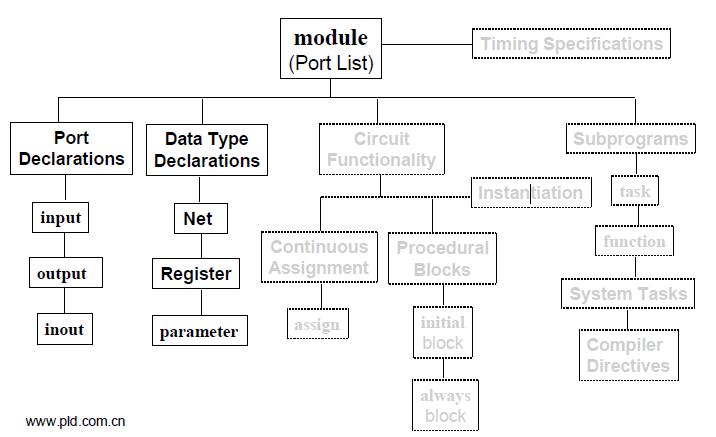 module
(Port List)
Timing Specifications
Port
Declarations
input
output
inout
Data Type
Declarations
Net
Register
parameter
Circuit
Functionality
Instantiation
Continuous
Assignment
assign
Procedural
Blocks
initial
block
always
block
Subprograms
task
function
System Tasks
Compiler
Directives
www.pld.com.cn